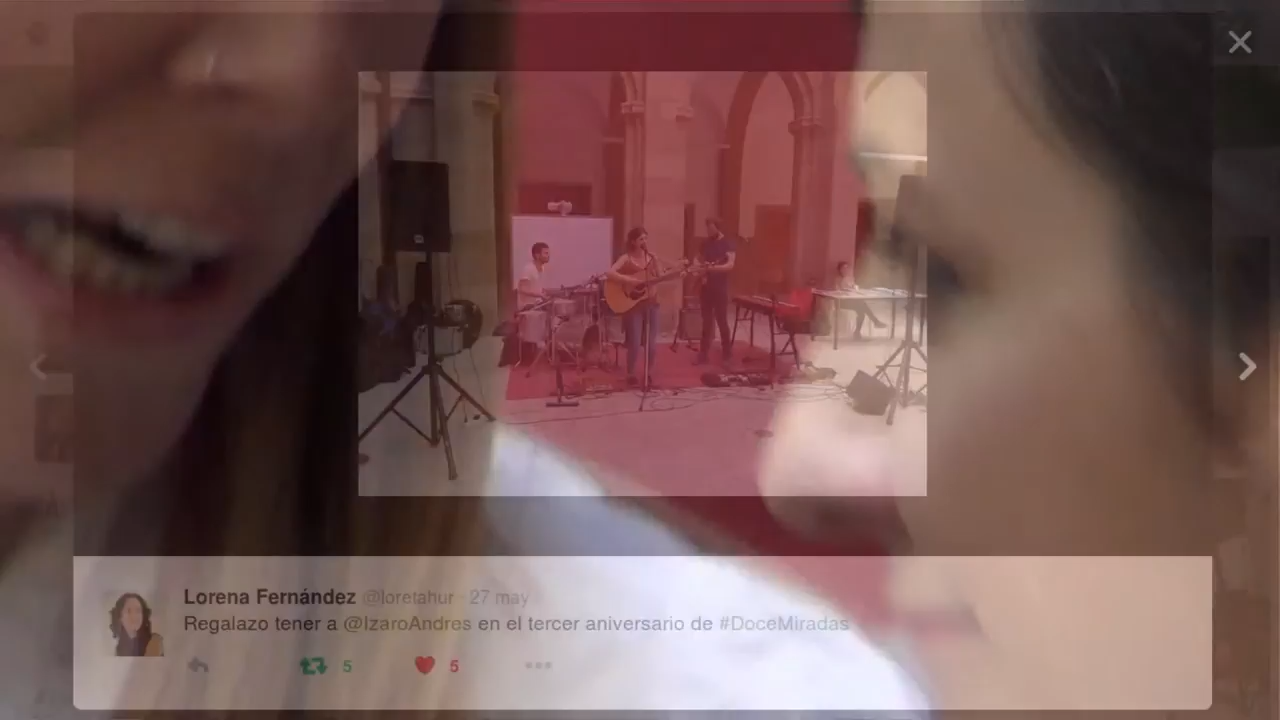 Lorena Fernández @loretahur · 27 may
Regalazo tener a @IzaroAndres en el tercer aniversario de #DoceMiradas
5 5